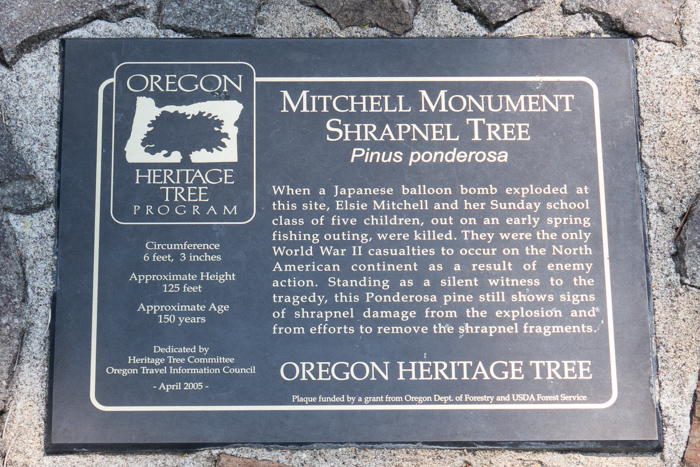 OREGON
HERITAGE
TREE
PROGRAM
Circumference
6 feet, 3 inches
Approximate Height
125 feet
Approximate Age
150 years
Dedicated by
Heritage Tree Committee
Oregon Travel Information Council
- April 2005 -
MITCHELL MONUMENT
SHRAPNEL TREE
Pinus ponderosa
When a Japanese balloon bomb exploded at
this site, Elsie Mitchell and her Sunday school
class of five children, out on an early spring
fishing outing, were killed. They were the only
World War II casualties to occur on the North
American continent as a result of enemy
action. Standing as a silent witness to the
tragedy, this Ponderosa pine still shows signs
of shrapnel damage from the explosion and
from efforts to remove the shrapnel fragments.
OREGON HERITAGE TREE
Plaque funded by a grant from Oregon Dept. of Forestry and USDA Forest Service